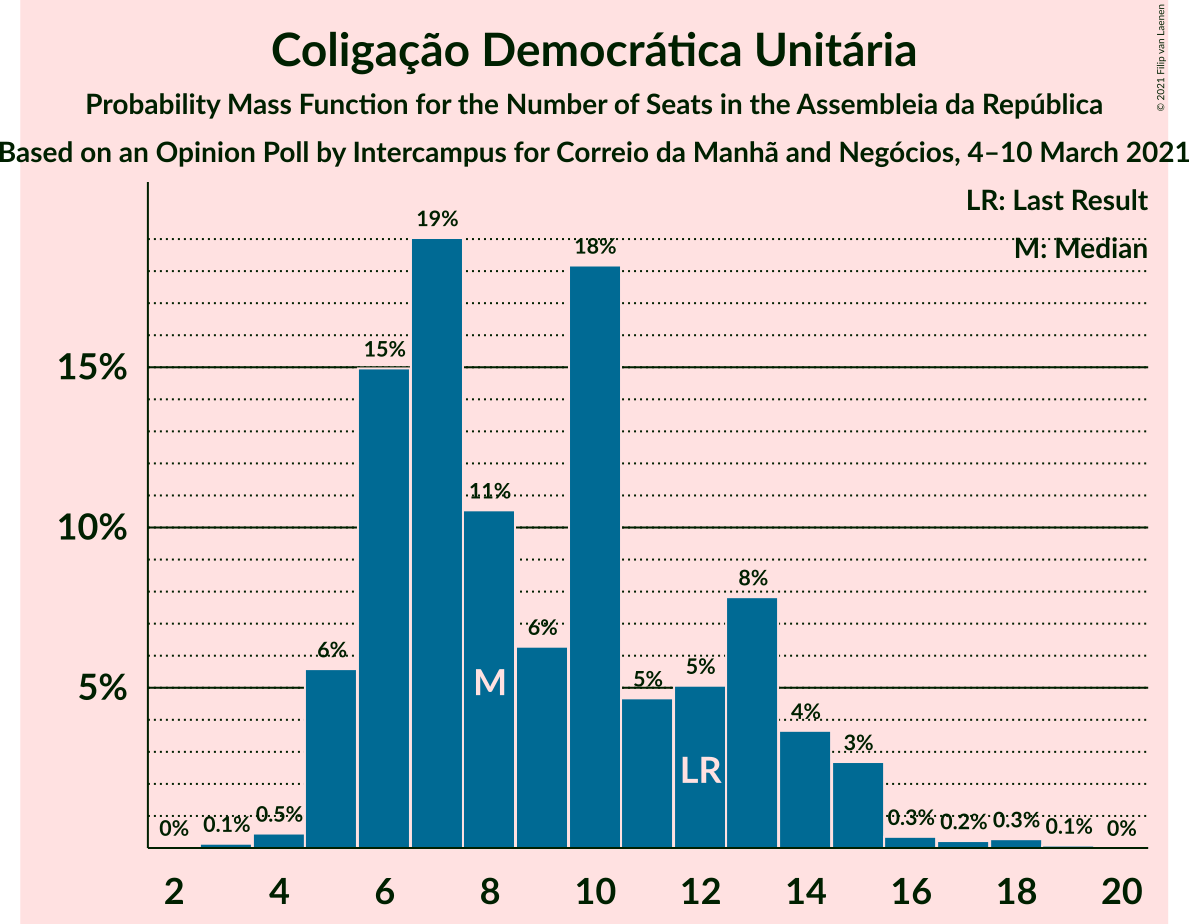 Coligação Democrática Unitária
Probability Mass Function for the Number of Seats in the Assembleia da República
Based on an Opinion Poll by Intercampus for Correio da Manhã and Negócios, 4–10 March 2021
© 2021 Filip van Laenen
LR: Last Result
M: Median
19%
18%
15%
15%
11%
10%
8%
6%
6%
5%
5%
5%
4%
3%
M
LR
0%
0.1%
0.5%
0.3%
0.2%
0.3%
0.1%
0%
2 4 6 8 10 12 14 16 18 20